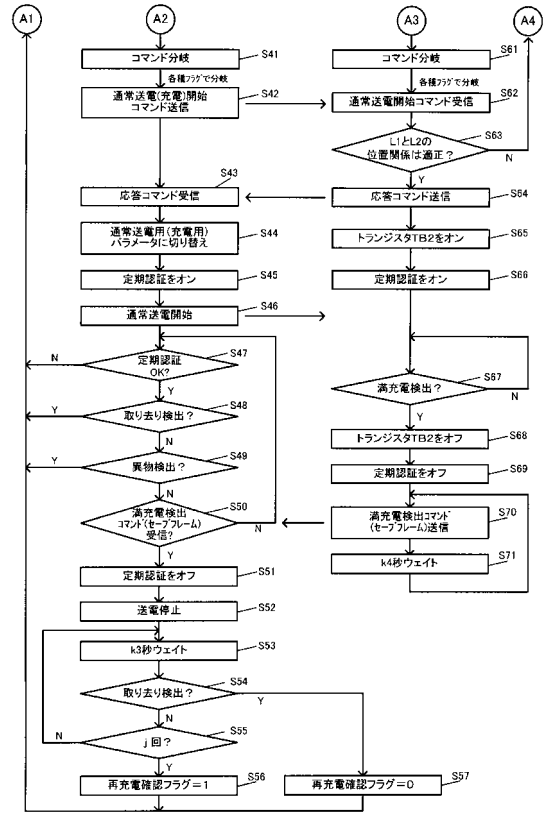 A1
A2
A3
A4
コマンド分岐
S41
各種フラグで分岐
通常送電(充電)開始
コマンド送信
S42
コマンド分岐
S61
各種フラグで分岐
通常送電開始コマンド受信
S62
L1とL2の
位置関係は適正?
S63
N
Y
応答コマンド受信
S43
応答コマンド送信
S64
通常送電用(充電用)
パラメータに切り替え
S44
トランジスタTB2をオン
S65
定期認証をオン
S45
定期認証をオン
S66
通常送電開始
S46
定期認証
OK?
S47
N
Y
満充電検出?
S67
N
Y
取り去り検出?
S48
Y
N
トランジスタTB2をオフ
S68
異物検出?
S49
Y
N
定期認証をオフ
S69
満充電検出
コマンド(セーブフレーム)
受信?
S50
N
Y
満充電検出コマンド
(セーブフレーム)送信
S70
k4秒ウェイト
S71
定期認証をオフ
S51
送電停止
S52
k3秒ウェイト
S53
取り去り検出?
S54
Y
N
j回?
S55
N
Y
再充電確認フラグ=1
S56
再充電確認フラグ=0
S57